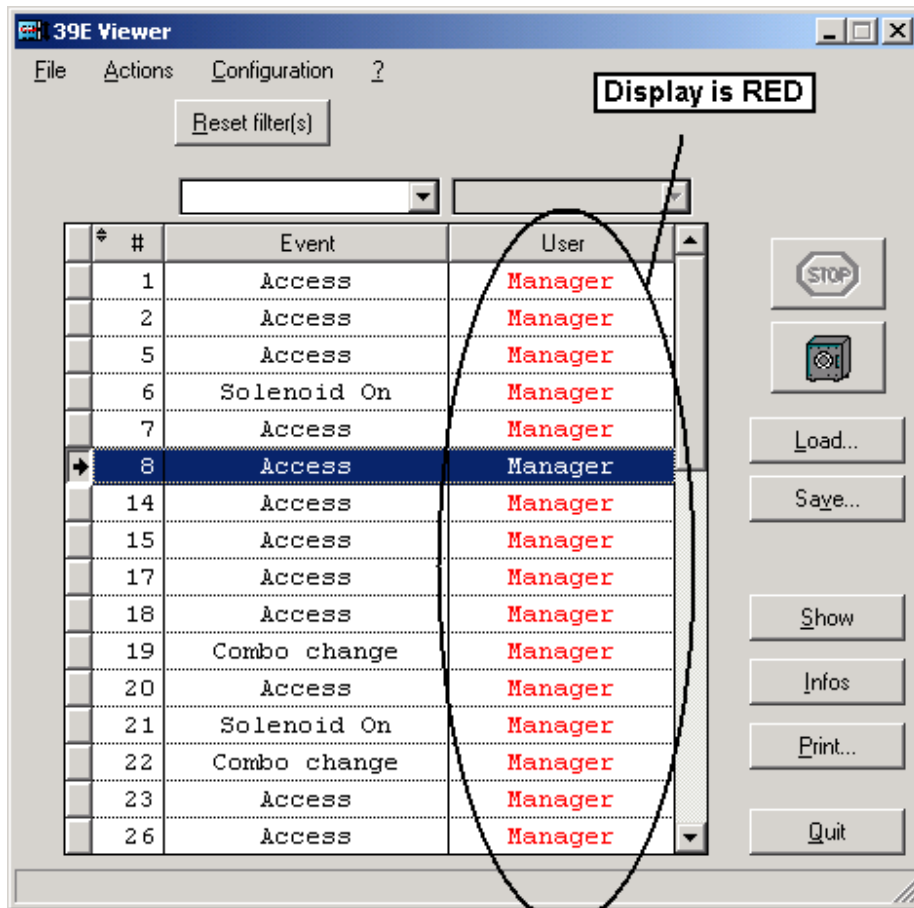 39E Viewer
File Actions Configuration ?
Display is RED
Reset filter(s)
# Event User
1 Access Manager
2 Access Manager
5 Access Manager
6 Solenoid On Manager
7 Access Manager
8 Access Manager
14 Access Manager
15 Access Manager
17 Access Manager
18 Access Manager
19 Combo change Manager
20 Access Manager
21 Solenoid On Manager
22 Combo change Manager
23 Access Manager
26 Access Manager
STOP
Load...
Save...
Show
Infos
Print...
Quit